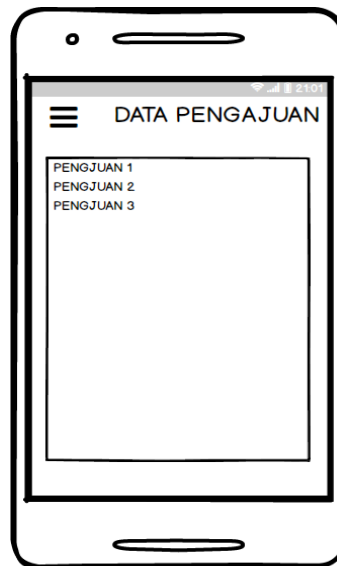 21:01
DATA PENGAJUAN
PENGJUAN 1
PENGJUAN 2
PENGJUAN 3